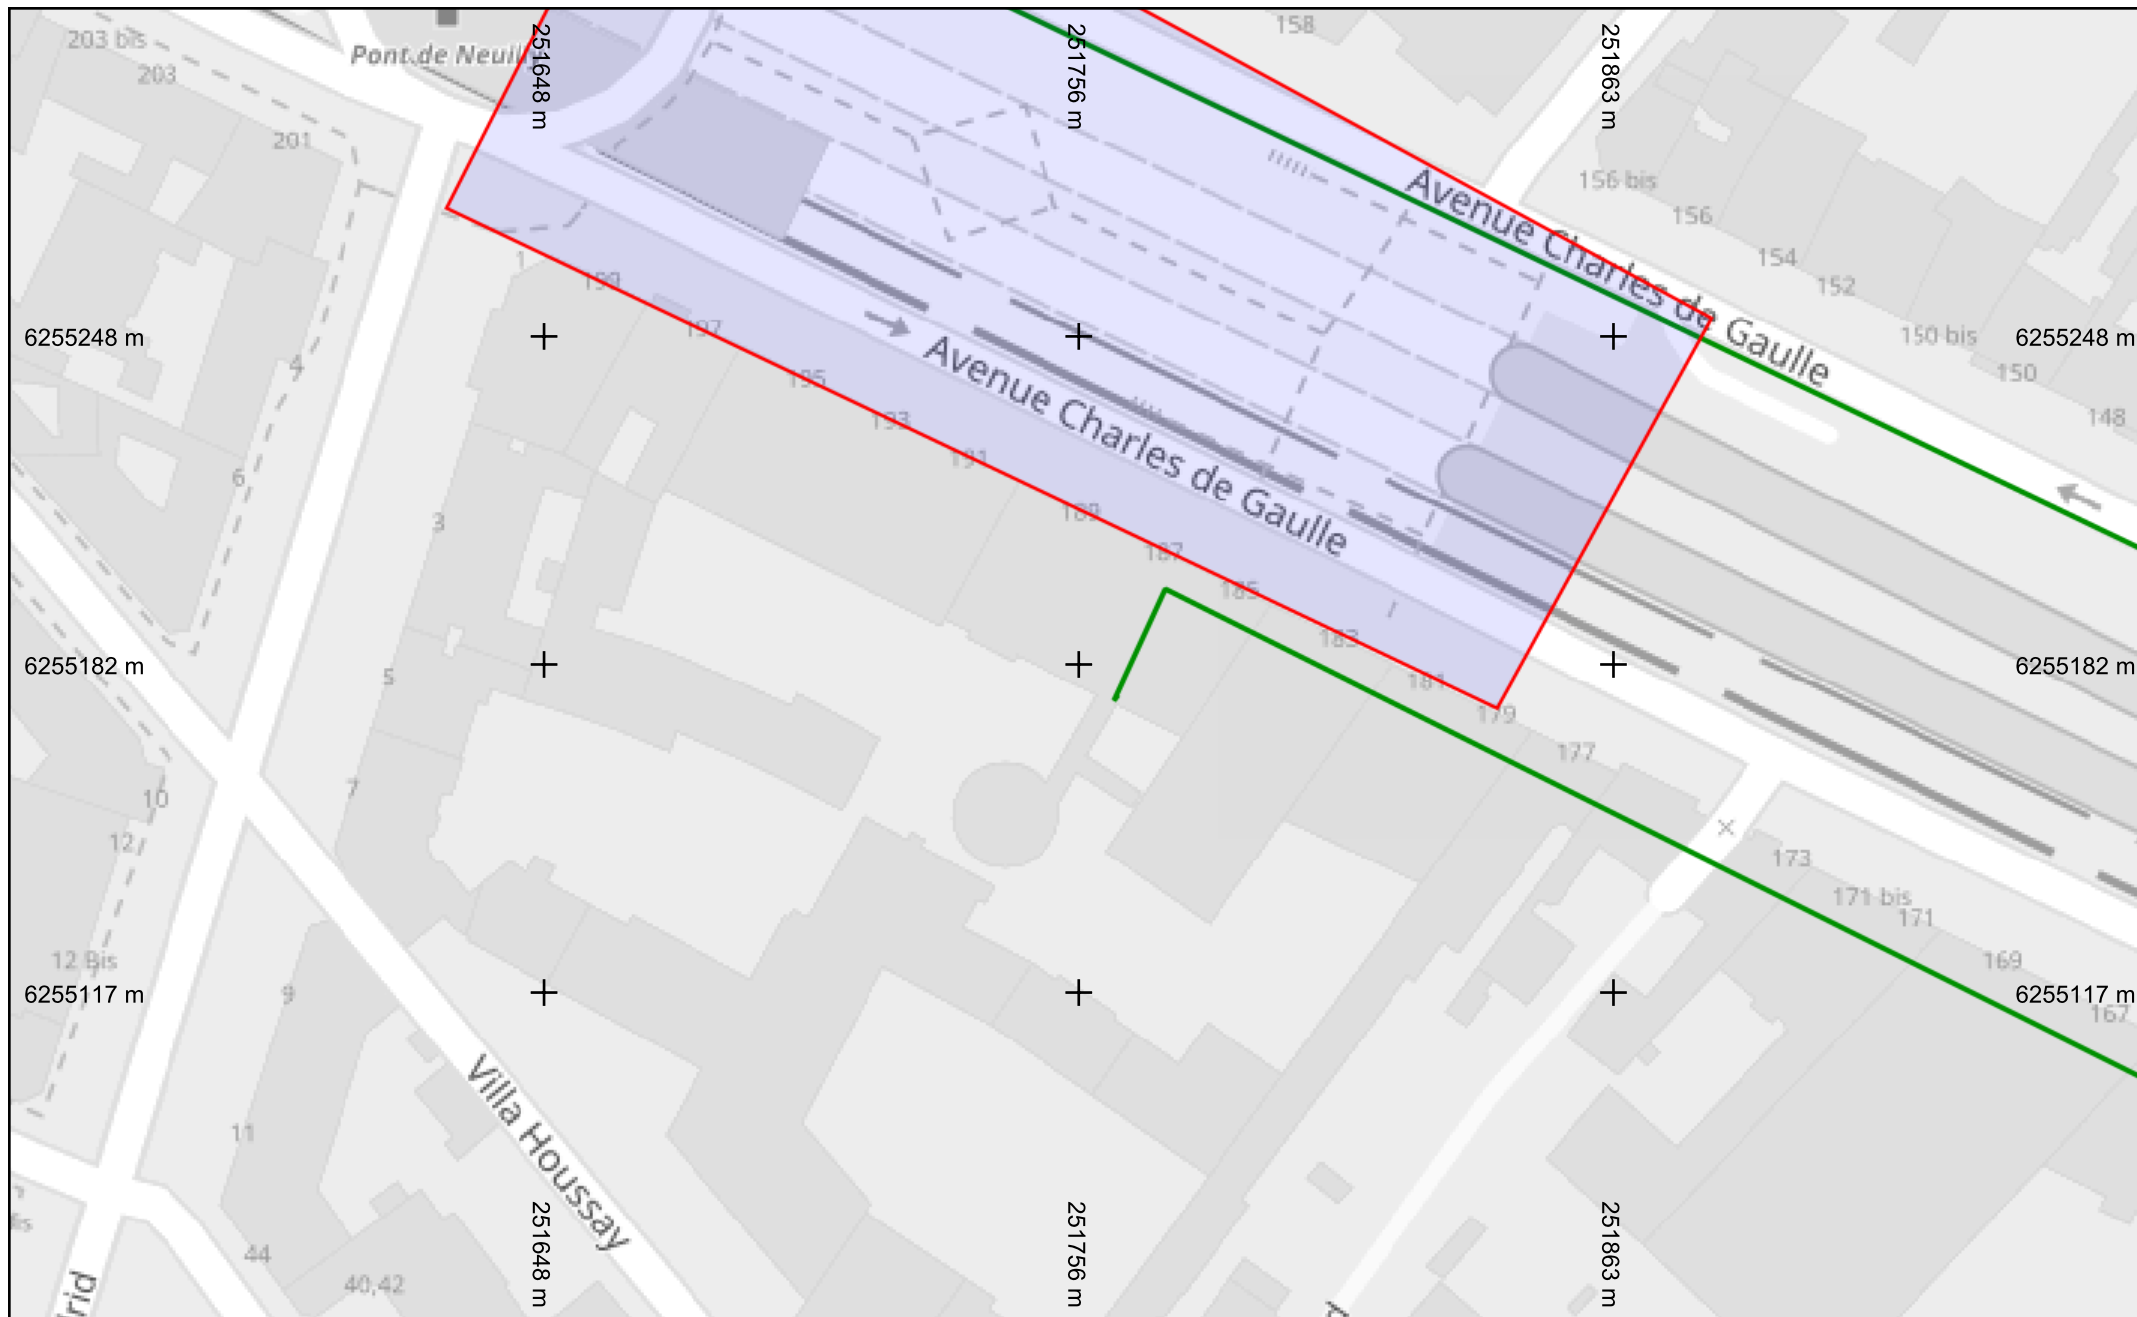 203 bis
203
Pont de Neuilly
201
158
251648 m
251756 m
251863 m
156 bis
156
154
152
150 bis
150
148
Avenue Charles de Gaulle
1
199
197
195
193
191
189
187
185
183
181
179
177
173
171 bis
171
169
167
Avenue Charles de Gaulle
6255248 m
6255248 m
4
6
3
5
7
6255182 m
6255182 m
10
12
12 Bis
9
6255117 m
6255117 m
11
44
40,42
Villa Houssay
251648 m
251756 m
251863 m